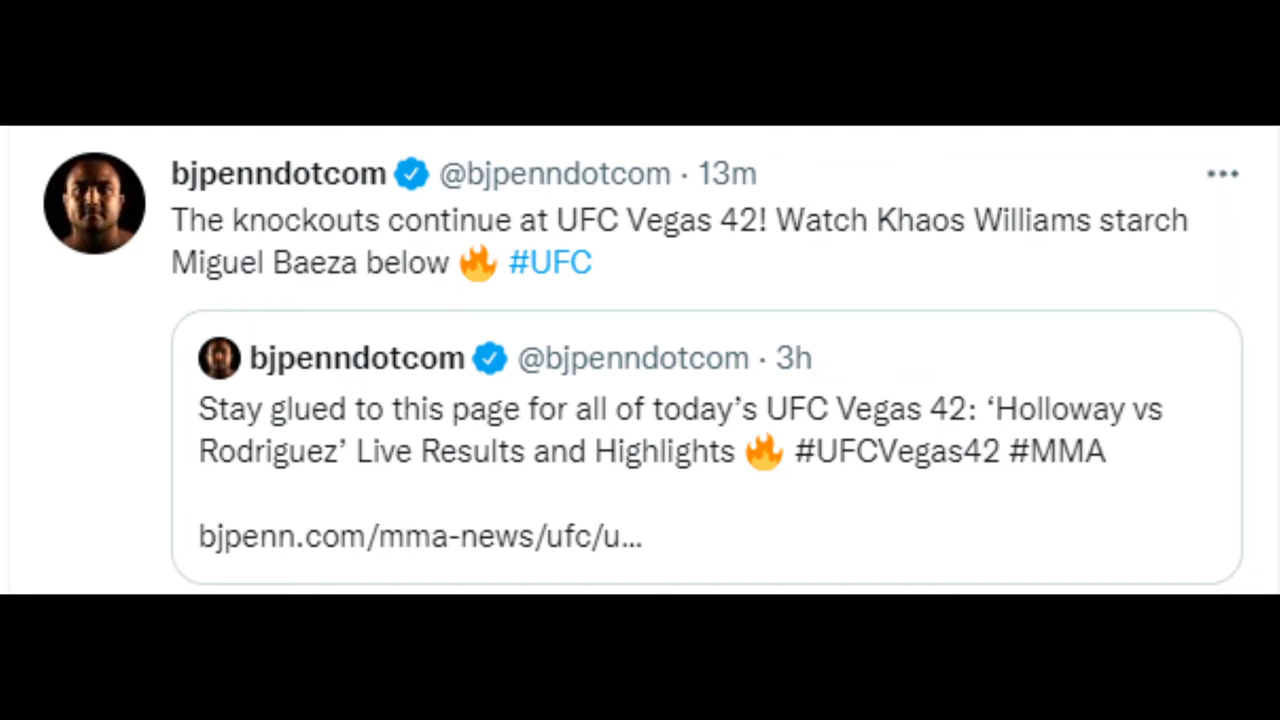 bjpenndotcom @bjpenndotcom · 13m
The knockouts continue at UFC Vegas 42! Watch Khaos Williams starch
Miguel Baeza below 🔥 #UFC
bjpenndotcom @bjpenndotcom · 3h
Stay glued to this page for all of today’s UFC Vegas 42: ‘Holloway vs
Rodriguez’ Live Results and Highlights 🔥 #UFCVegas42 #MMA
bjpenn.com/mma-news/ufc/u...